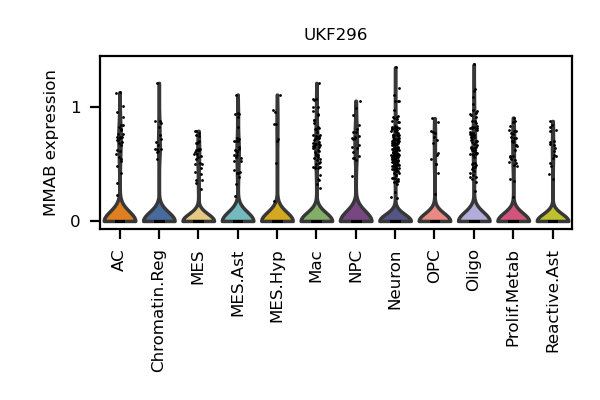 UKF296
MMAB expression
1
0
AC
Chromatin.Reg
MES
MES.Ast
MES.Hyp
Mac
NPC
Neuron
OPC
Oligo
Prolif.Metab
Reactive.Ast